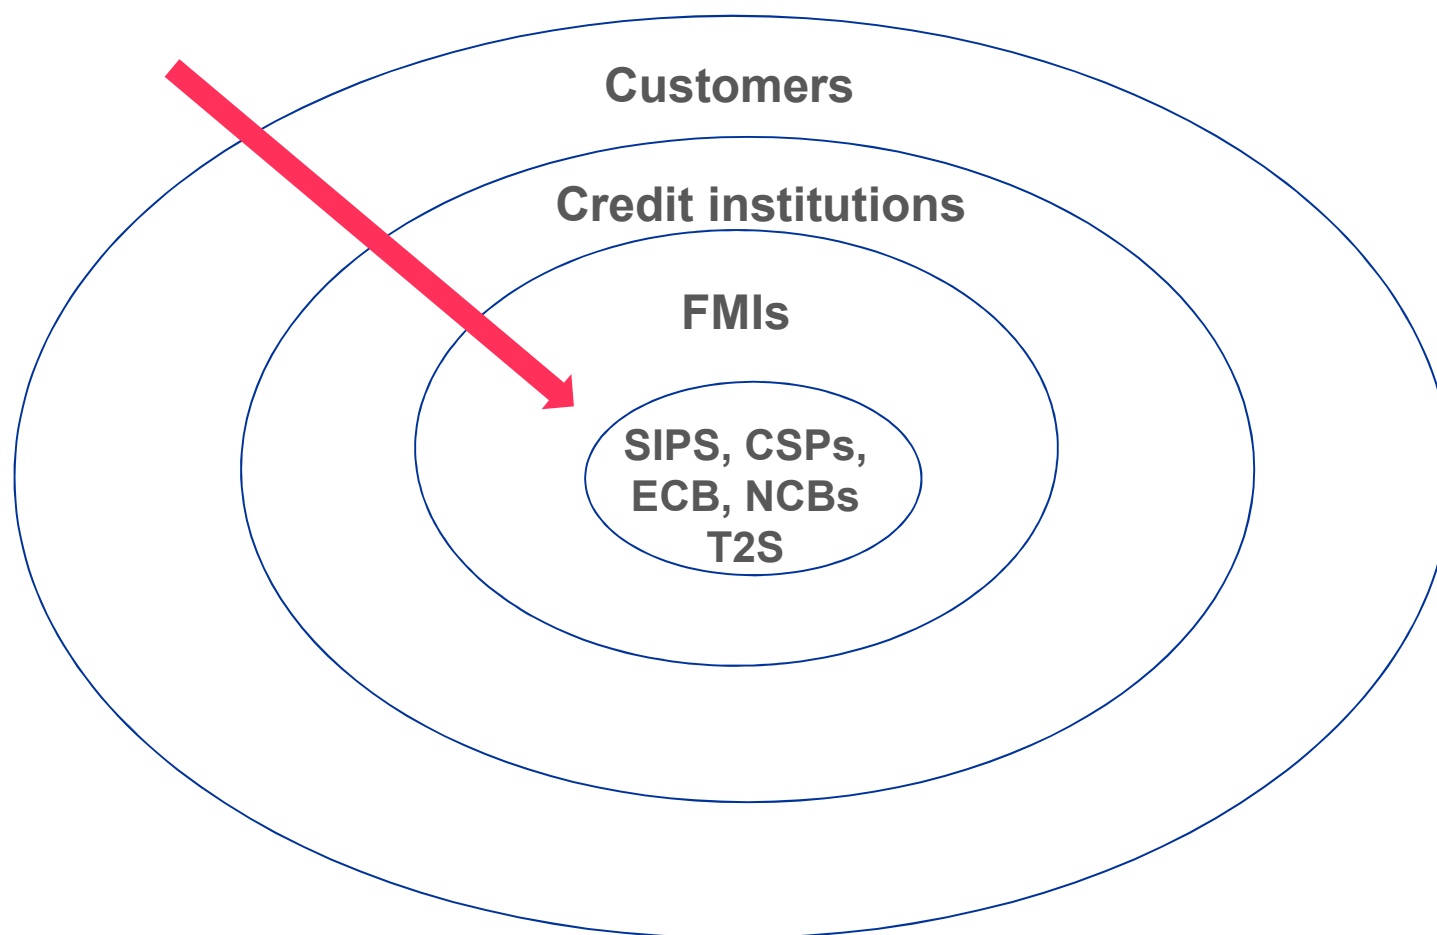 Customers
Credit institutions
FMIs
SIPS, CSPs,
ECB, NCBs
T2S